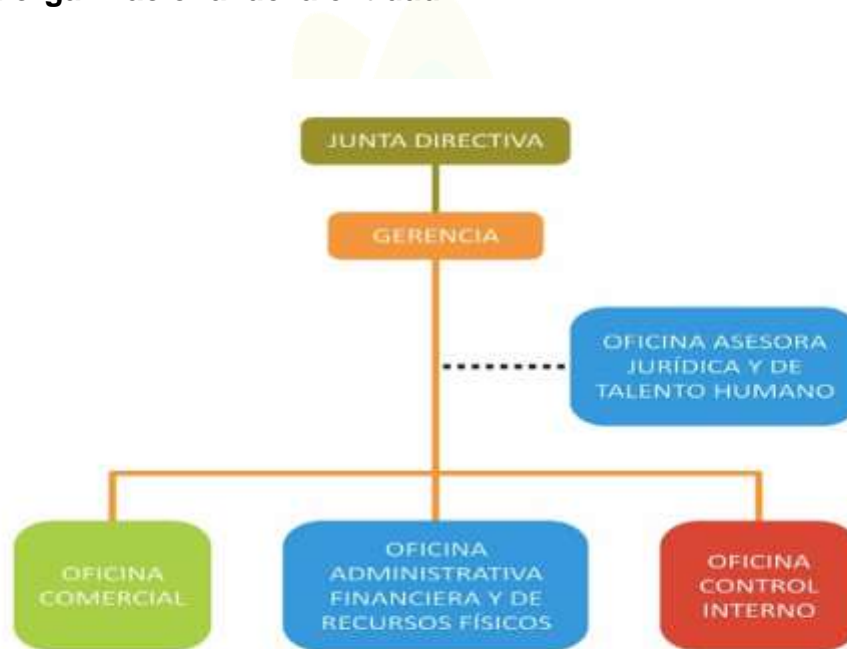 JUNTA DIRECTIVA
GERENCIA
OFICINA ASESORA
JURÍDICA Y DE
TALENTO HUMANO
OFICINA
COMERCIAL
OFICINA
ADMINISTRATIVA
FINANCIERA Y DE
RECURSOS FÍSICOS
OFICINA
CONTROL
INTERNO